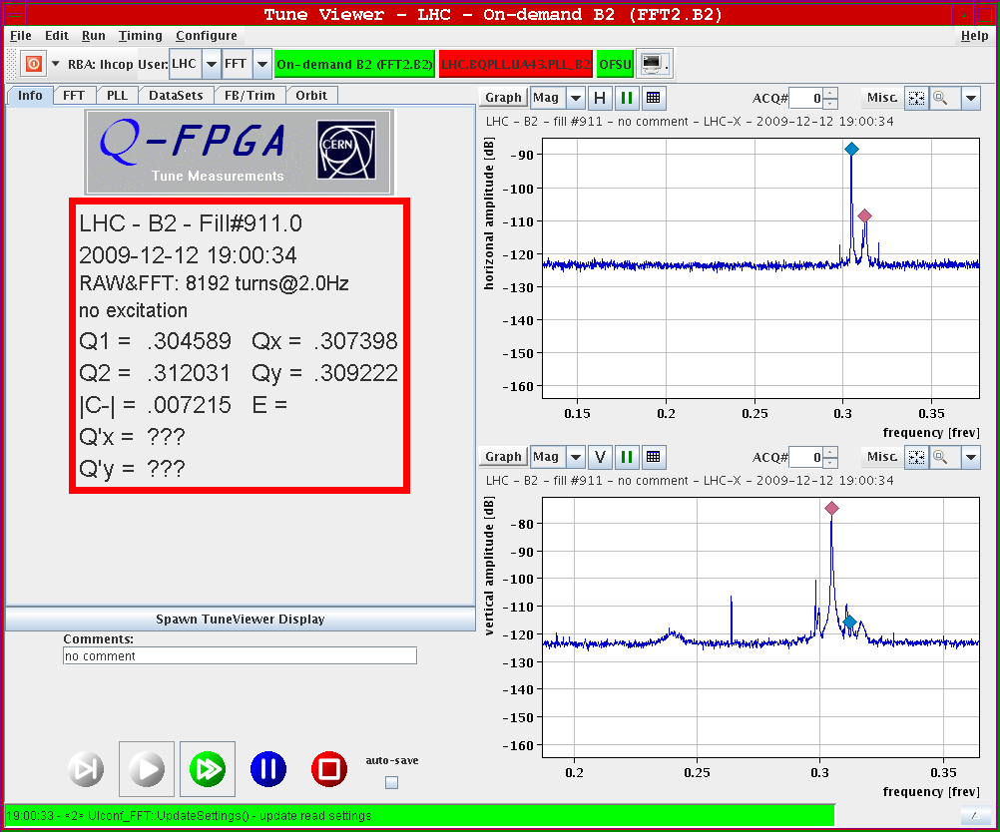 Tune Viewer - LHC - On-demand B2 (FFT2.B2)
File Edit Run Timing Configure Help
RBA: lhcop User: LHC FFT On-demand B2 (FFT2.B2) LHC.BQPLL.UA43.PLL_B2 OFSU
Info FFT PLL DataSets FB/Trim Orbit
Q-FPGA
Tune Measurements
CERN
LHC - B2 - Fill#911.0
2009-12-12 19:00:34
RAW&FFT: 8192 turns@2.0Hz
no excitation
Q1 = .304589 Qx = .307398
Q2 = .312031 Qy = .309222
|C-| = .007215 E =
Q'x = ???
Q'y = ???
Spawn TuneViewer Display
Comments:
no comment
auto-save
Graph Mag H ACQ# 0 Misc.
LHC - B2 - fill #911 - no comment - LHC-X - 2009-12-12 19:00:34
horizonal amplitude [dB]
-90
-100
-110
-120
-130
-140
-150
-160
0.15 0.2 0.25 0.3 0.35
frequency [frev]
Graph Mag V ACQ# 0 Misc.
LHC - B2 - fill #911 - no comment - LHC-X - 2009-12-12 19:00:34
vertical amplitude [dB]
-80
-90
-100
-110
-120
-130
-140
-150
-160
0.2 0.25 0.3 0.35
frequency [frev]
19:00:33 - <2> UIconf_FFT::UpdateSettings() - update read settings